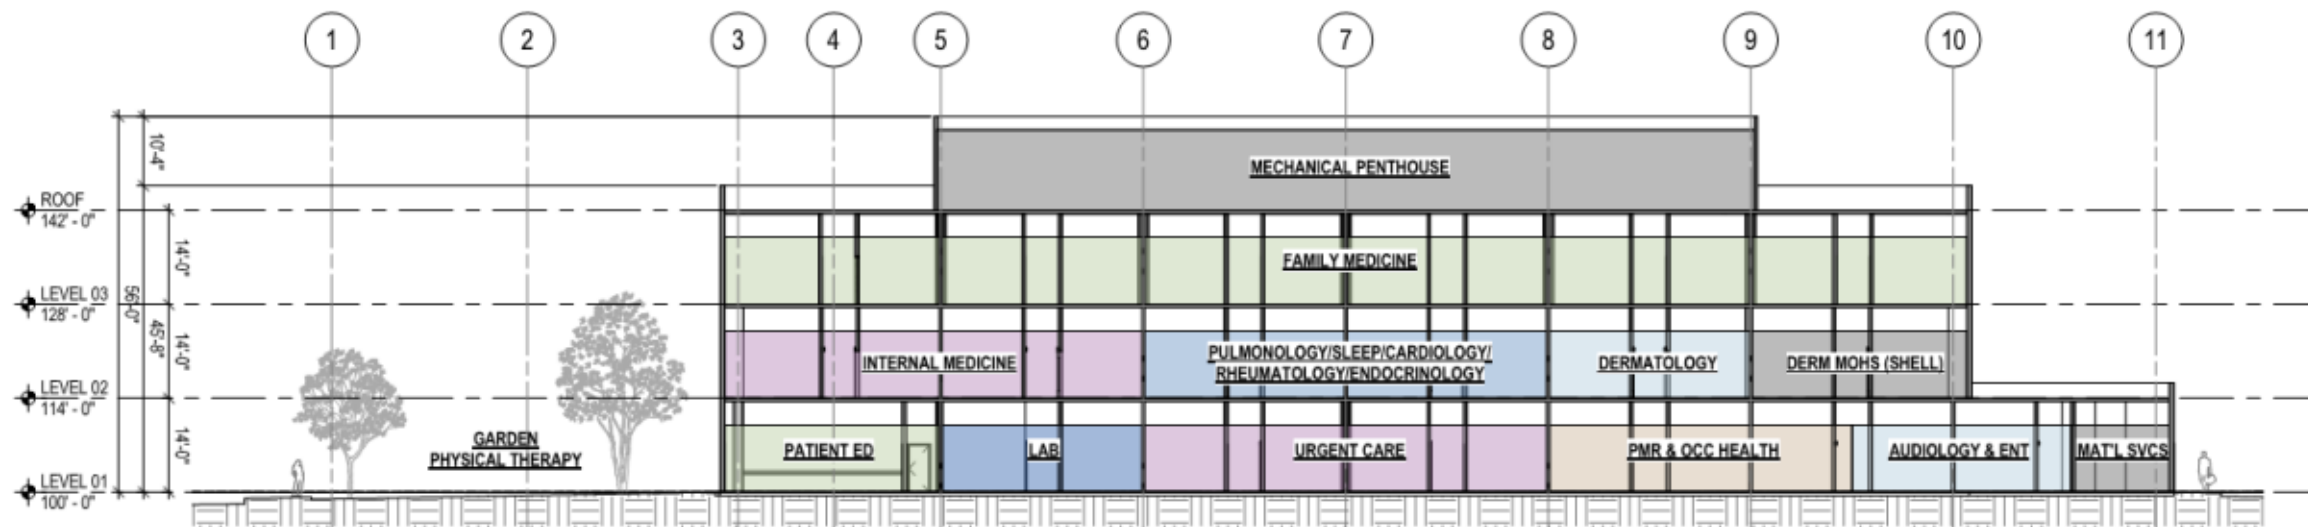 1
2
3
4
5
6
7
8
9
10
11
10'-4"
MECHANICAL PENTHOUSE
ROOF
142' - 0"
14'-0"
FAMILY MEDICINE
LEVEL 03
128' - 0"
56'-0"
45'-8"
14'-0"
INTERNAL MEDICINE
PULMONOLOGY/SLEEP/CARDIOLOGY/
RHEUMATOLOGY/ENDOCRINOLOGY
DERMATOLOGY
DERM MOHS (SHELL)
LEVEL 02
114' - 0"
14'-0"
GARDEN
PHYSICAL THERAPY
PATIENT ED
LAB
URGENT CARE
PMR & OCC HEALTH
AUDIOLOGY & ENT
MAT'L SVCS
LEVEL 01
100' - 0"